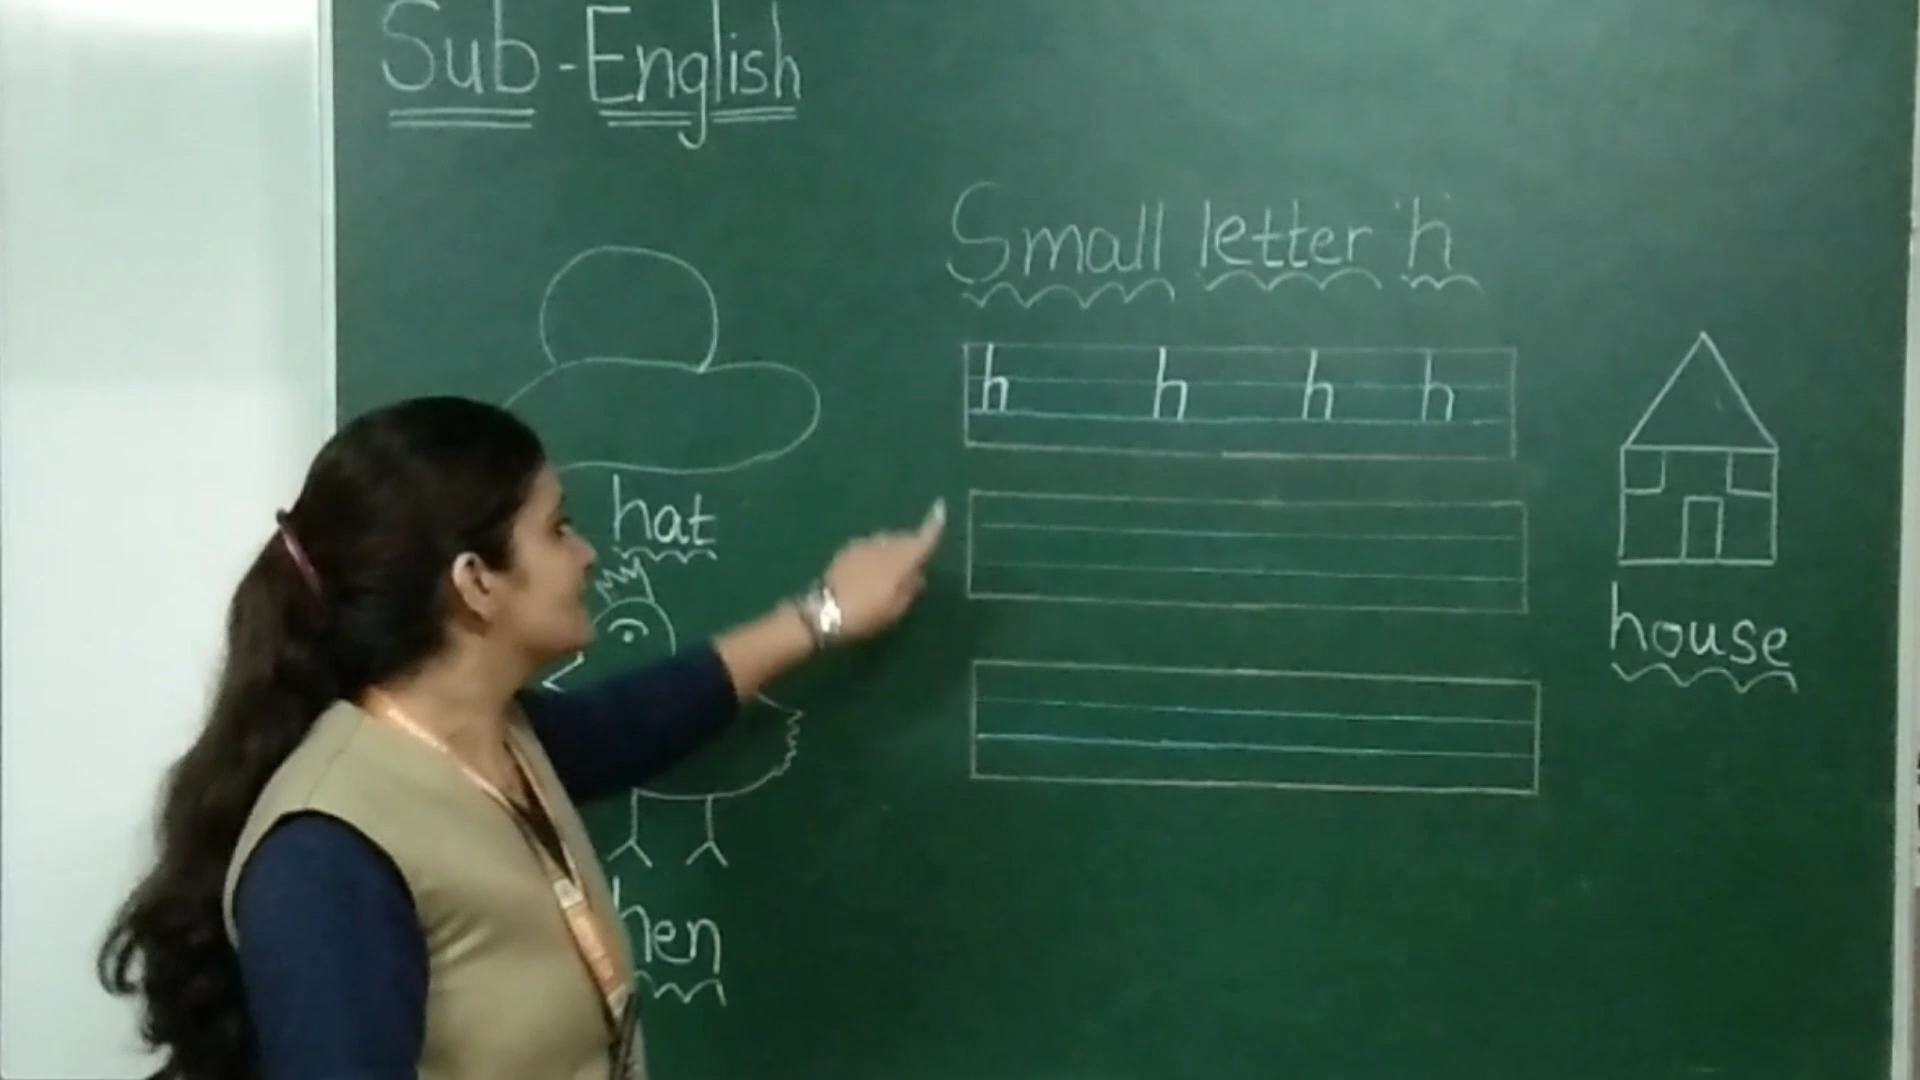 Sub - English
Small letter 'h
h h h h
hat
house
hen